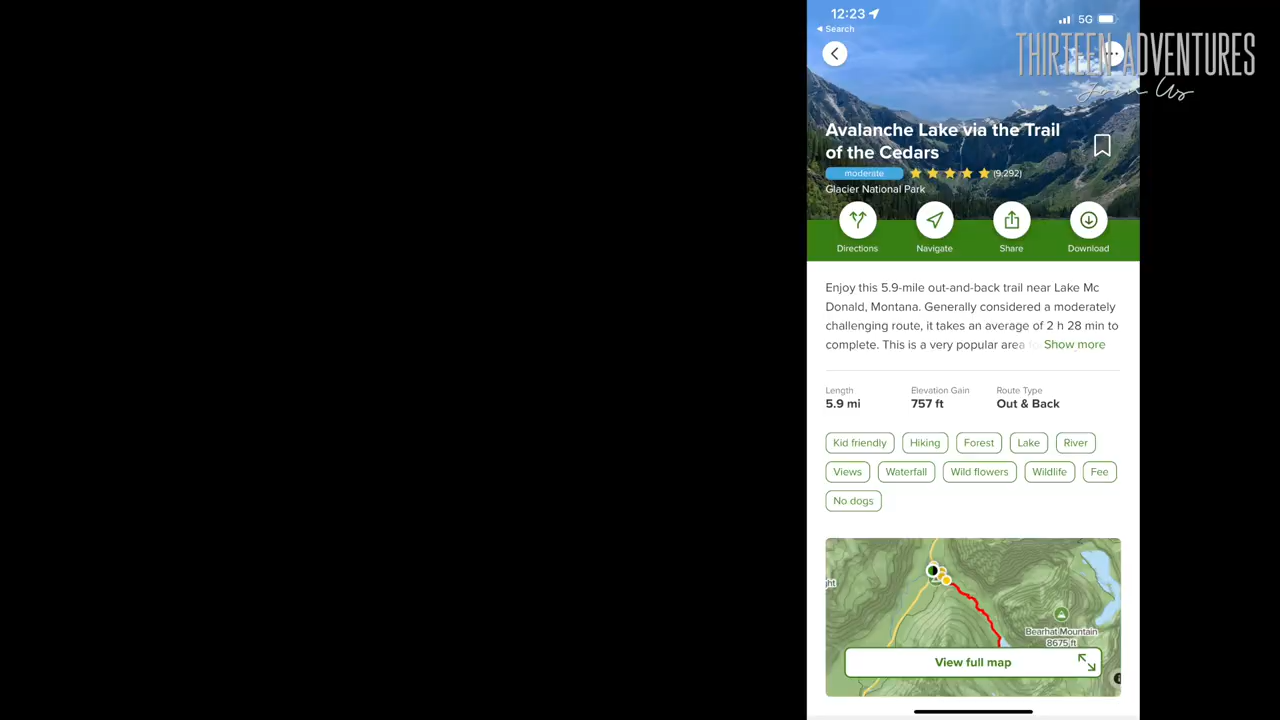 12:23
5G
Search
THIRTEEN ADVENTURES
Join Us
Avalanche Lake via the Trail
of the Cedars
moderate
(9,292)
Glacier National Park
Directions
Navigate
Share
Download
Enjoy this 5.9-mile out-and-back trail near Lake Mc
Donald, Montana. Generally considered a moderately
challenging route, it takes an average of 2 h 28 min to
complete. This is a very popular area
Show more
Length
Elevation Gain
Route Type
5.9 mi
757 ft
Out & Back
Kid friendly
Hiking
Forest
Lake
River
Views
Waterfall
Wild flowers
Wildlife
Fee
No dogs
ght
Bearhat Mountain
8675 ft
View full map